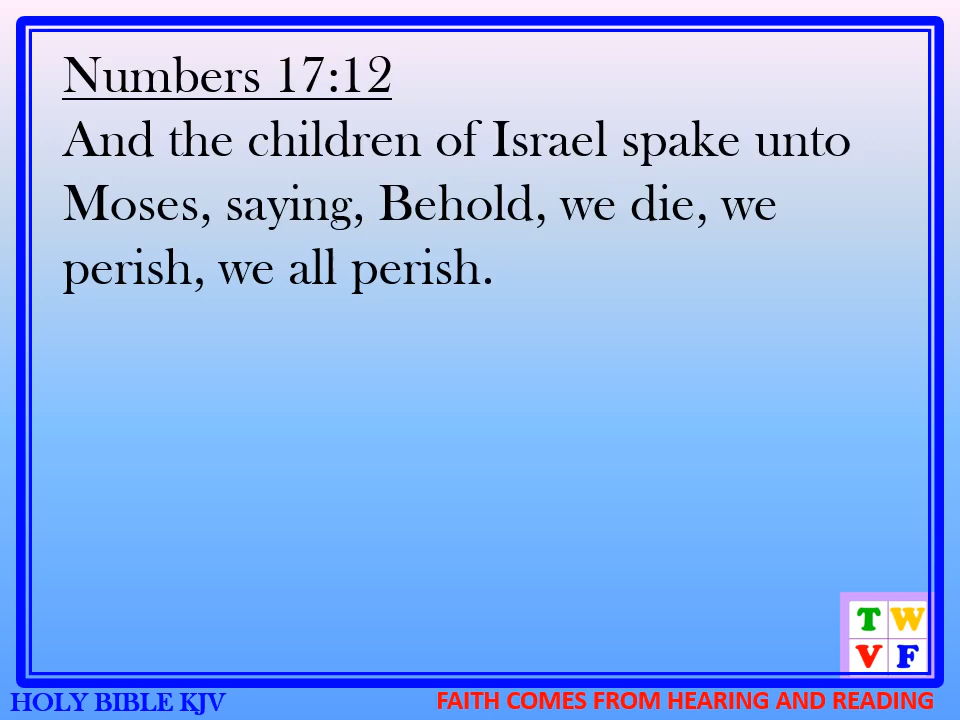 Numbers 17:12
And the children of Israel spake unto
Moses, saying, Behold, we die, we
perish, we all perish.
T W
V F
HOLY BIBLE KJV
FAITH COMES FROM HEARING AND READING